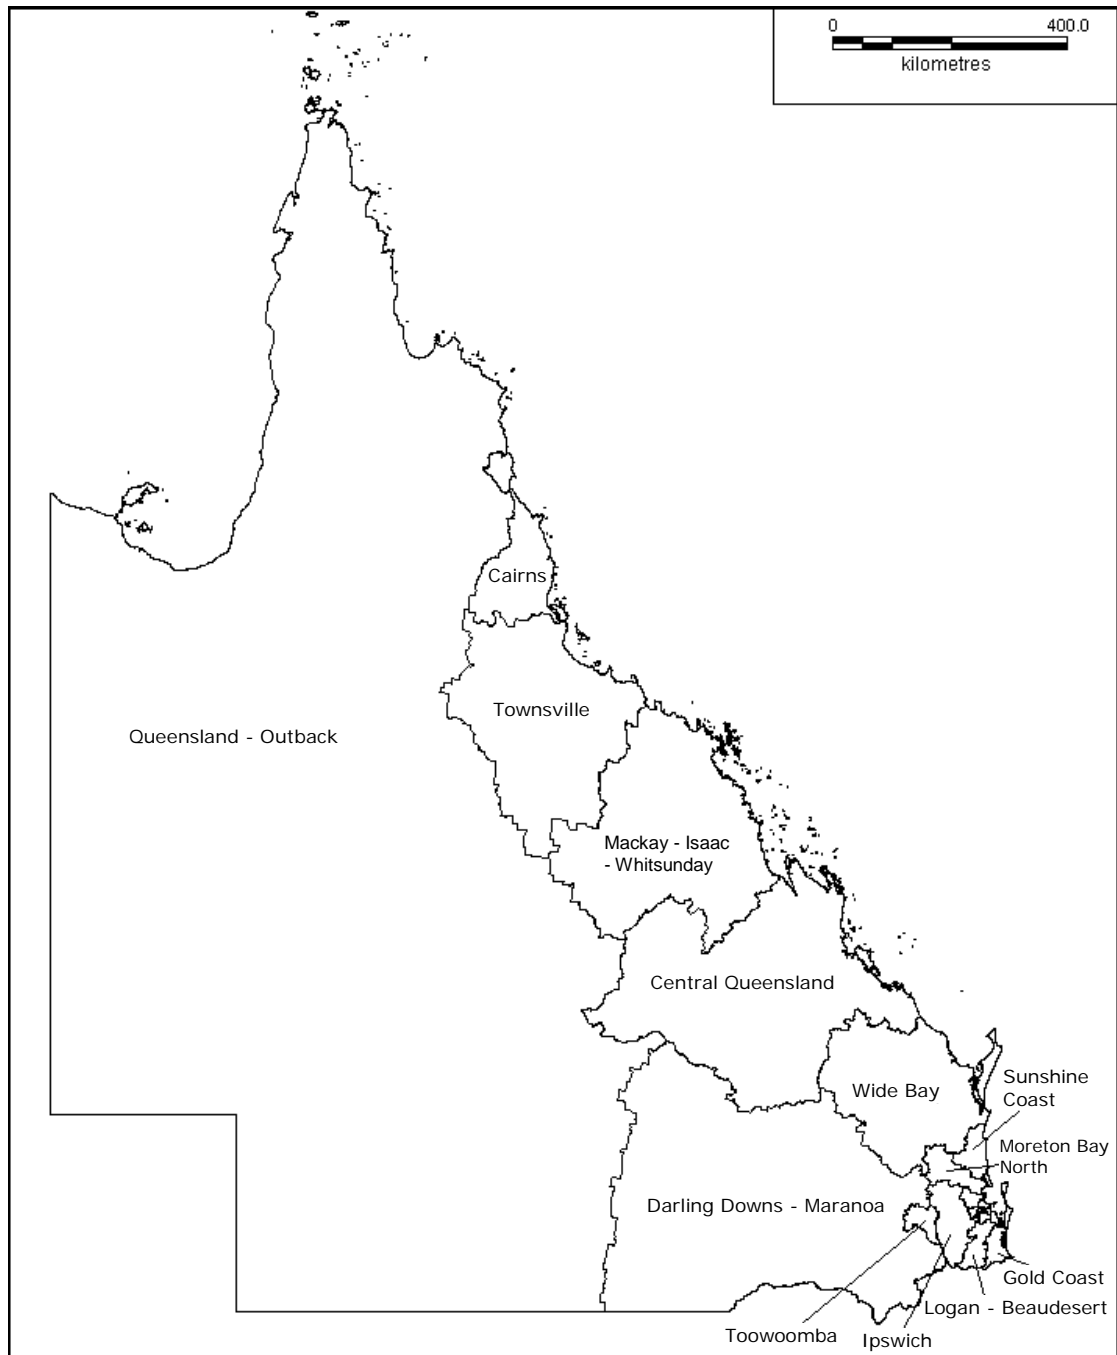 0 400.0
kilometres
Cairns
Townsville
Queensland - Outback
Mackay - Isaac
- Whitsunday
Central Queensland
Wide Bay
Sunshine
Coast
Moreton Bay
North
Darling Downs - Maranoa
Gold Coast
Logan - Beaudesert
Toowoomba
Ipswich